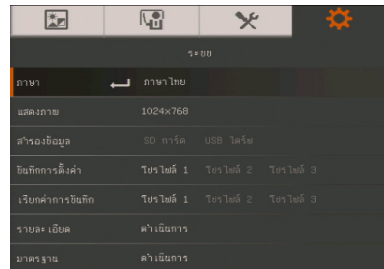 ระบบ
ภาษา ภาษาไทย
แสดงภาพ 1024×768
สำรองข้อมูล SD การ์ด USB ไดร์ฟ
บันทึกการตั้งค่า โปรไฟล์ 1 โปรไฟล์ 2 โปรไฟล์ 3
เรียกค่าการบันทึก โปรไฟล์ 1 โปรไฟล์ 2 โปรไฟล์ 3
รายละเอียด ดำเนินการ
มาตรฐาน ดำเนินการ